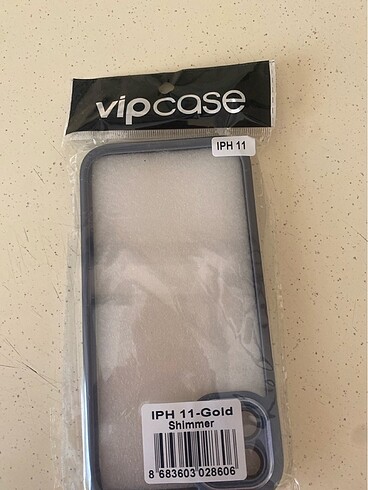 vipcase
IPH 11
IPH 11-Gold
Shimmer
8 683603 028606